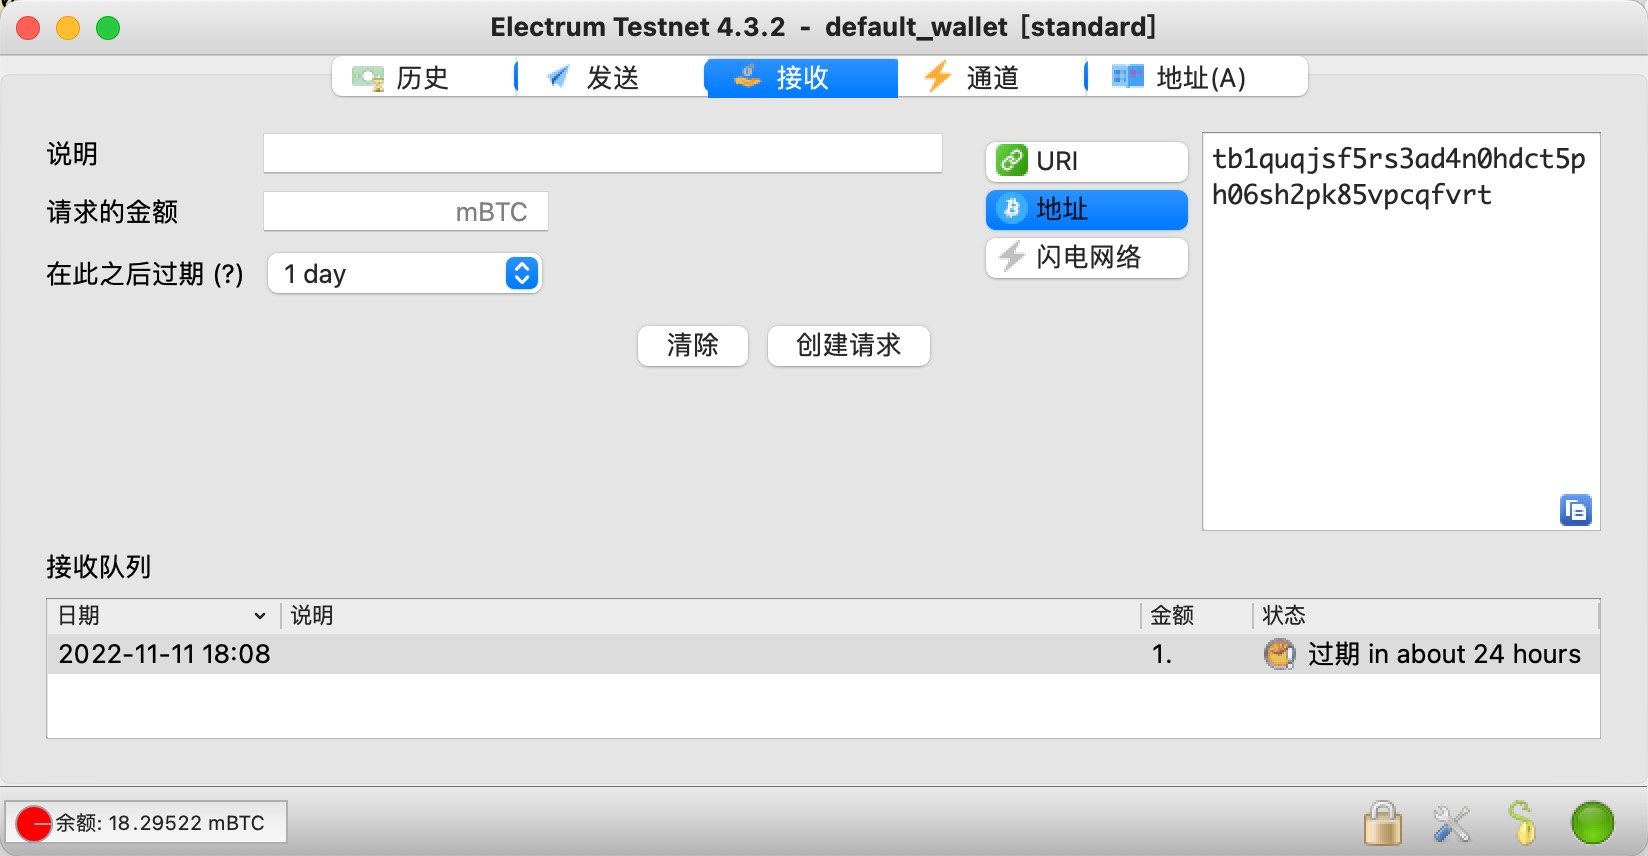 Electrum Testnet 4.3.2 - default_wallet [standard]
历史 发送 接收 通道 地址(A)
说明
请求的金额 mBTC
在此之后过期 (?) 1 day
清除 创建请求
URI
地址
闪电网络
tb1quqjsf5rs3ad4n0hdct5p
h06sh2pk85vpcqfvrt
接收队列
日期 说明 金额 状态
2022-11-11 18:08 1. 过期 in about 24 hours
余额: 18.29522 mBTC